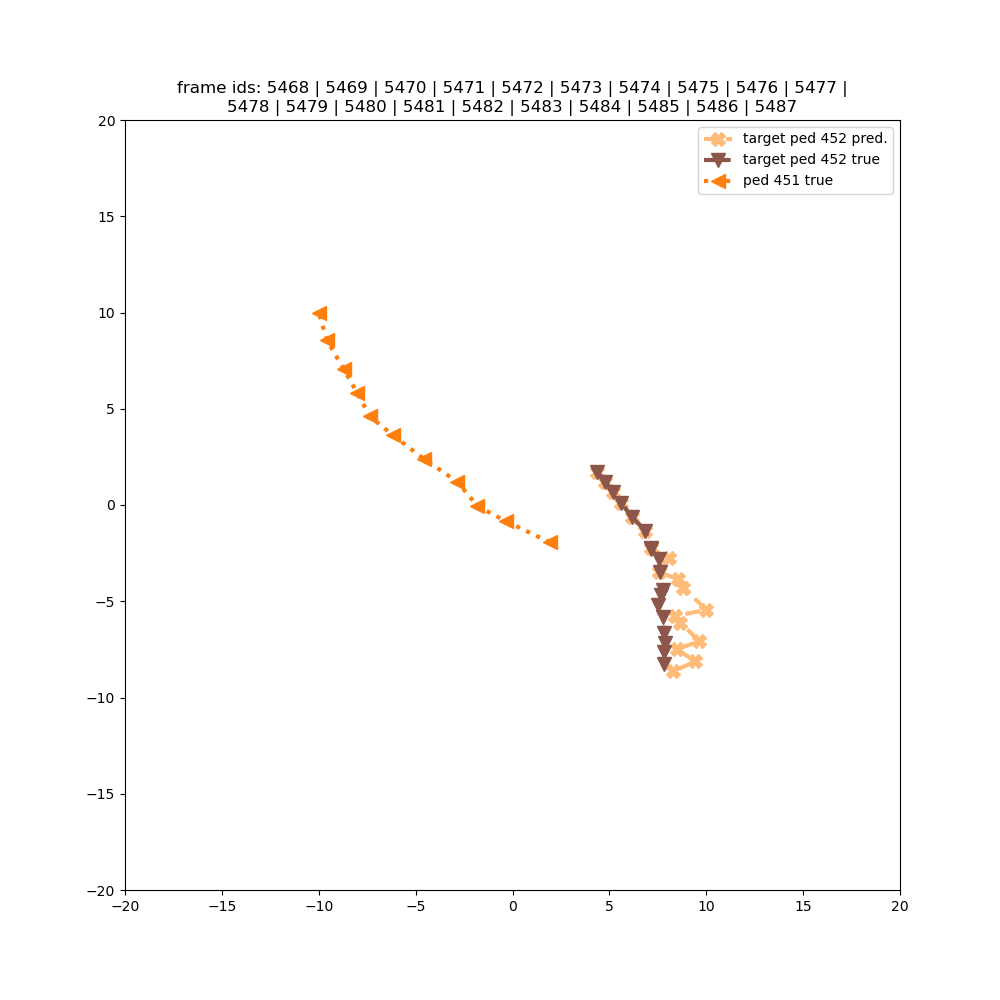 frame ids: 5468 | 5469 | 5470 | 5471 | 5472 | 5473 | 5474 | 5475 | 5476 | 5477 |
5478 | 5479 | 5480 | 5481 | 5482 | 5483 | 5484 | 5485 | 5486 | 5487
target ped 452 pred.
target ped 452 true
ped 451 true
20
15
10
5
0
−5
−10
−15
−20
−20 −15 −10 −5 0 5 10 15 20